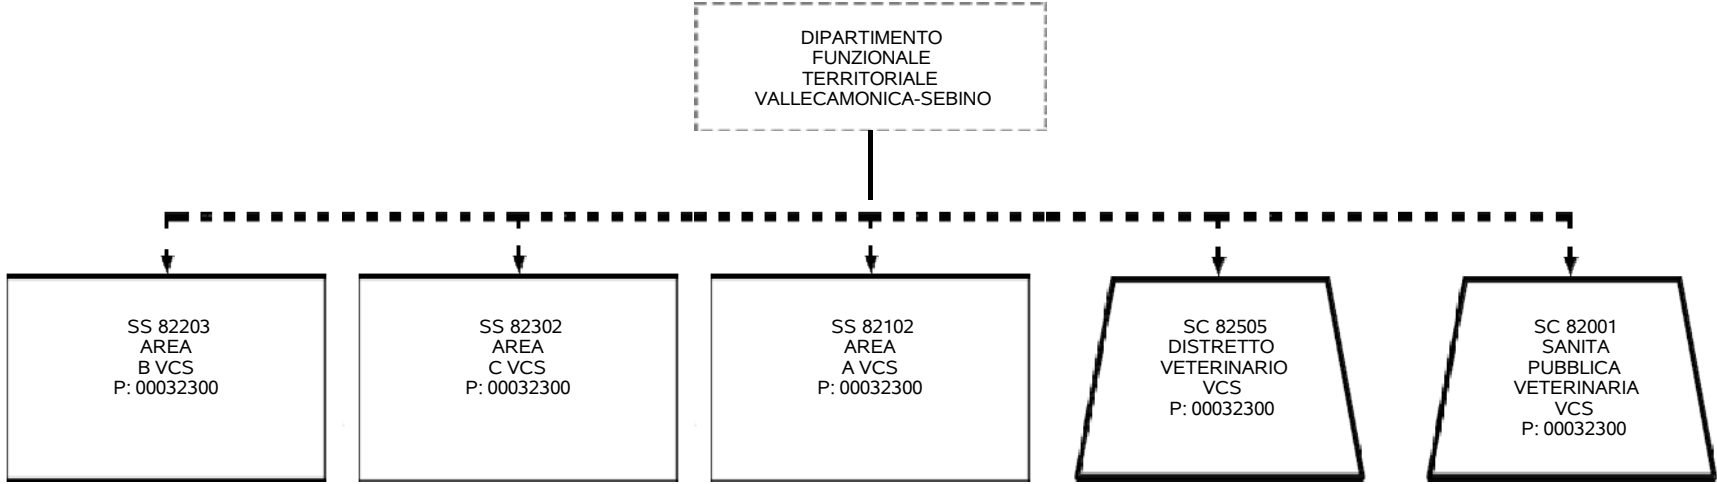 DIPARTIMENTO
FUNZIONALE
TERRITORIALE
VALLECAMONICA-SEBINO
SS 82203
AREA
B VCS
P: 00032300
SS 82302
AREA
C VCS
P: 00032300
SS 82102
AREA
A VCS
P: 00032300
SC 82505
DISTRETTO
VETERINARIO
VCS
P: 00032300
SC 82001
SANITA
PUBBLICA
VETERINARIA
VCS
P: 00032300